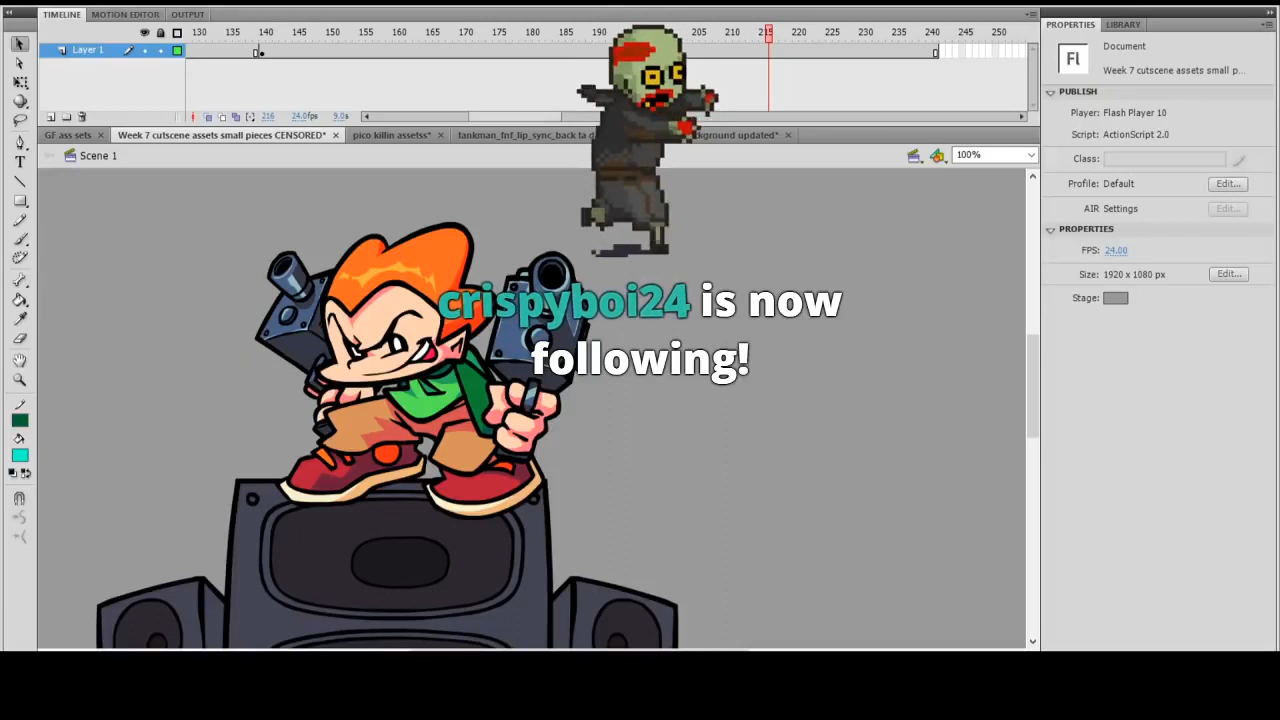 TIMELINE MOTION EDITOR OUTPUT
130 135 140 145 150 155 160 165 170 175 180 185 190 205 210 215 220 225 230 235 240 245 250
Layer 1
216 24.0fps 9.0s
GF ass sets × Week 7 cutscene assets small pieces CENSORED* × pico killin assetss* × tankman_fnf_lip_sync_back ta d ckground updated* ×
Scene 1
100%
PROPERTIES LIBRARY
Fl
Document
Week 7 cutscene assets small p...
PUBLISH
Player: Flash Player 10
Script: ActionScript 2.0
Class:
Profile: Default Edit...
AIR Settings Edit...
PROPERTIES
FPS: 24.00
Size: 1920 x 1080 px Edit...
Stage:
crispyboi24 is now
following!